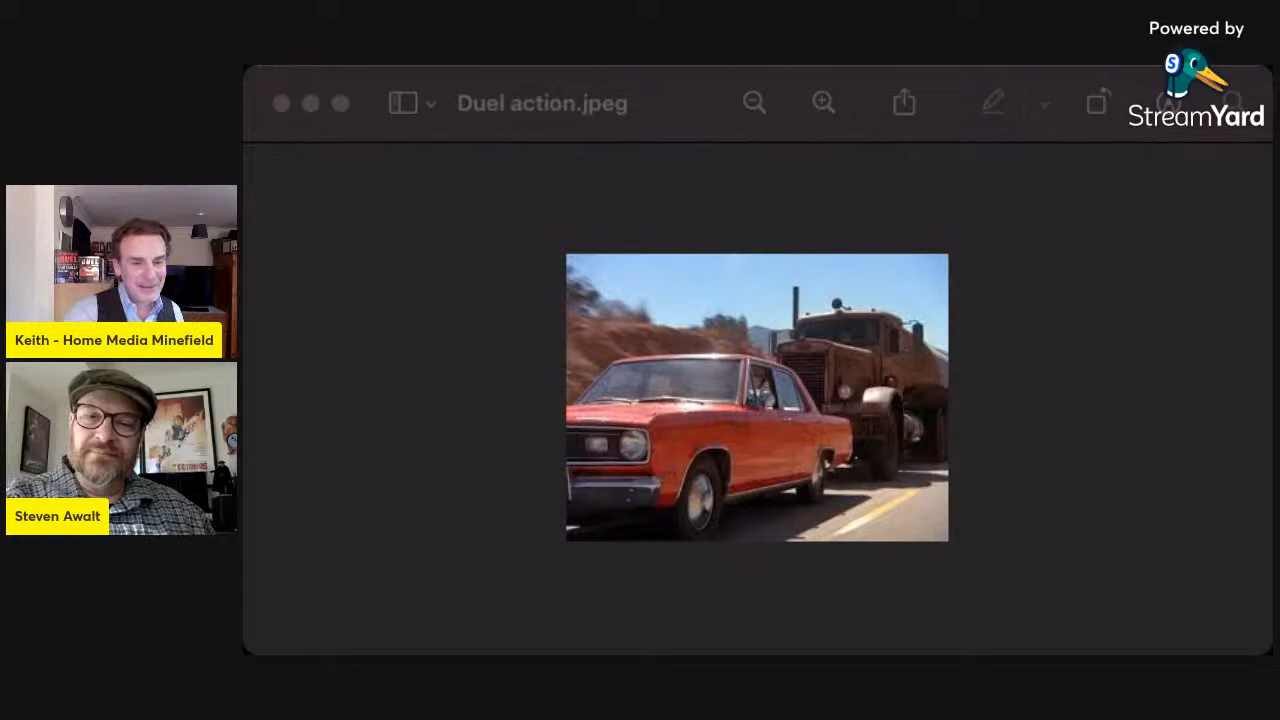 Powered by
StreamYard
Duel action.jpeg
Keith - Home Media Minefield
Steven Awalt